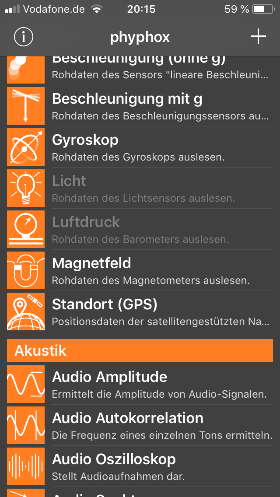 Vodafone.de 20:15 59 %
phyphox
Beschleunigung (ohne g)
Rohdaten des Sensors "lineare Beschleuni...
Beschleunigung mit g
Rohdaten des Beschleunigungssensors au...
Gyroskop
Rohdaten des Gyroskops auslesen.
Licht
Rohdaten des Lichtsensors auslesen.
Luftdruck
Rohdaten des Barometers auslesen.
Magnetfeld
Rohdaten des Magnetometers auslesen.
Standort (GPS)
Positionsdaten der satellitengestützten Na...
Akustik
Audio Amplitude
Ermittelt die Amplitude von Audio-Signalen.
Audio Autokorrelation
Die Frequenz eines einzelnen Tons ermitteln.
Audio Oszilloskop
Stellt Audioaufnahmen dar.